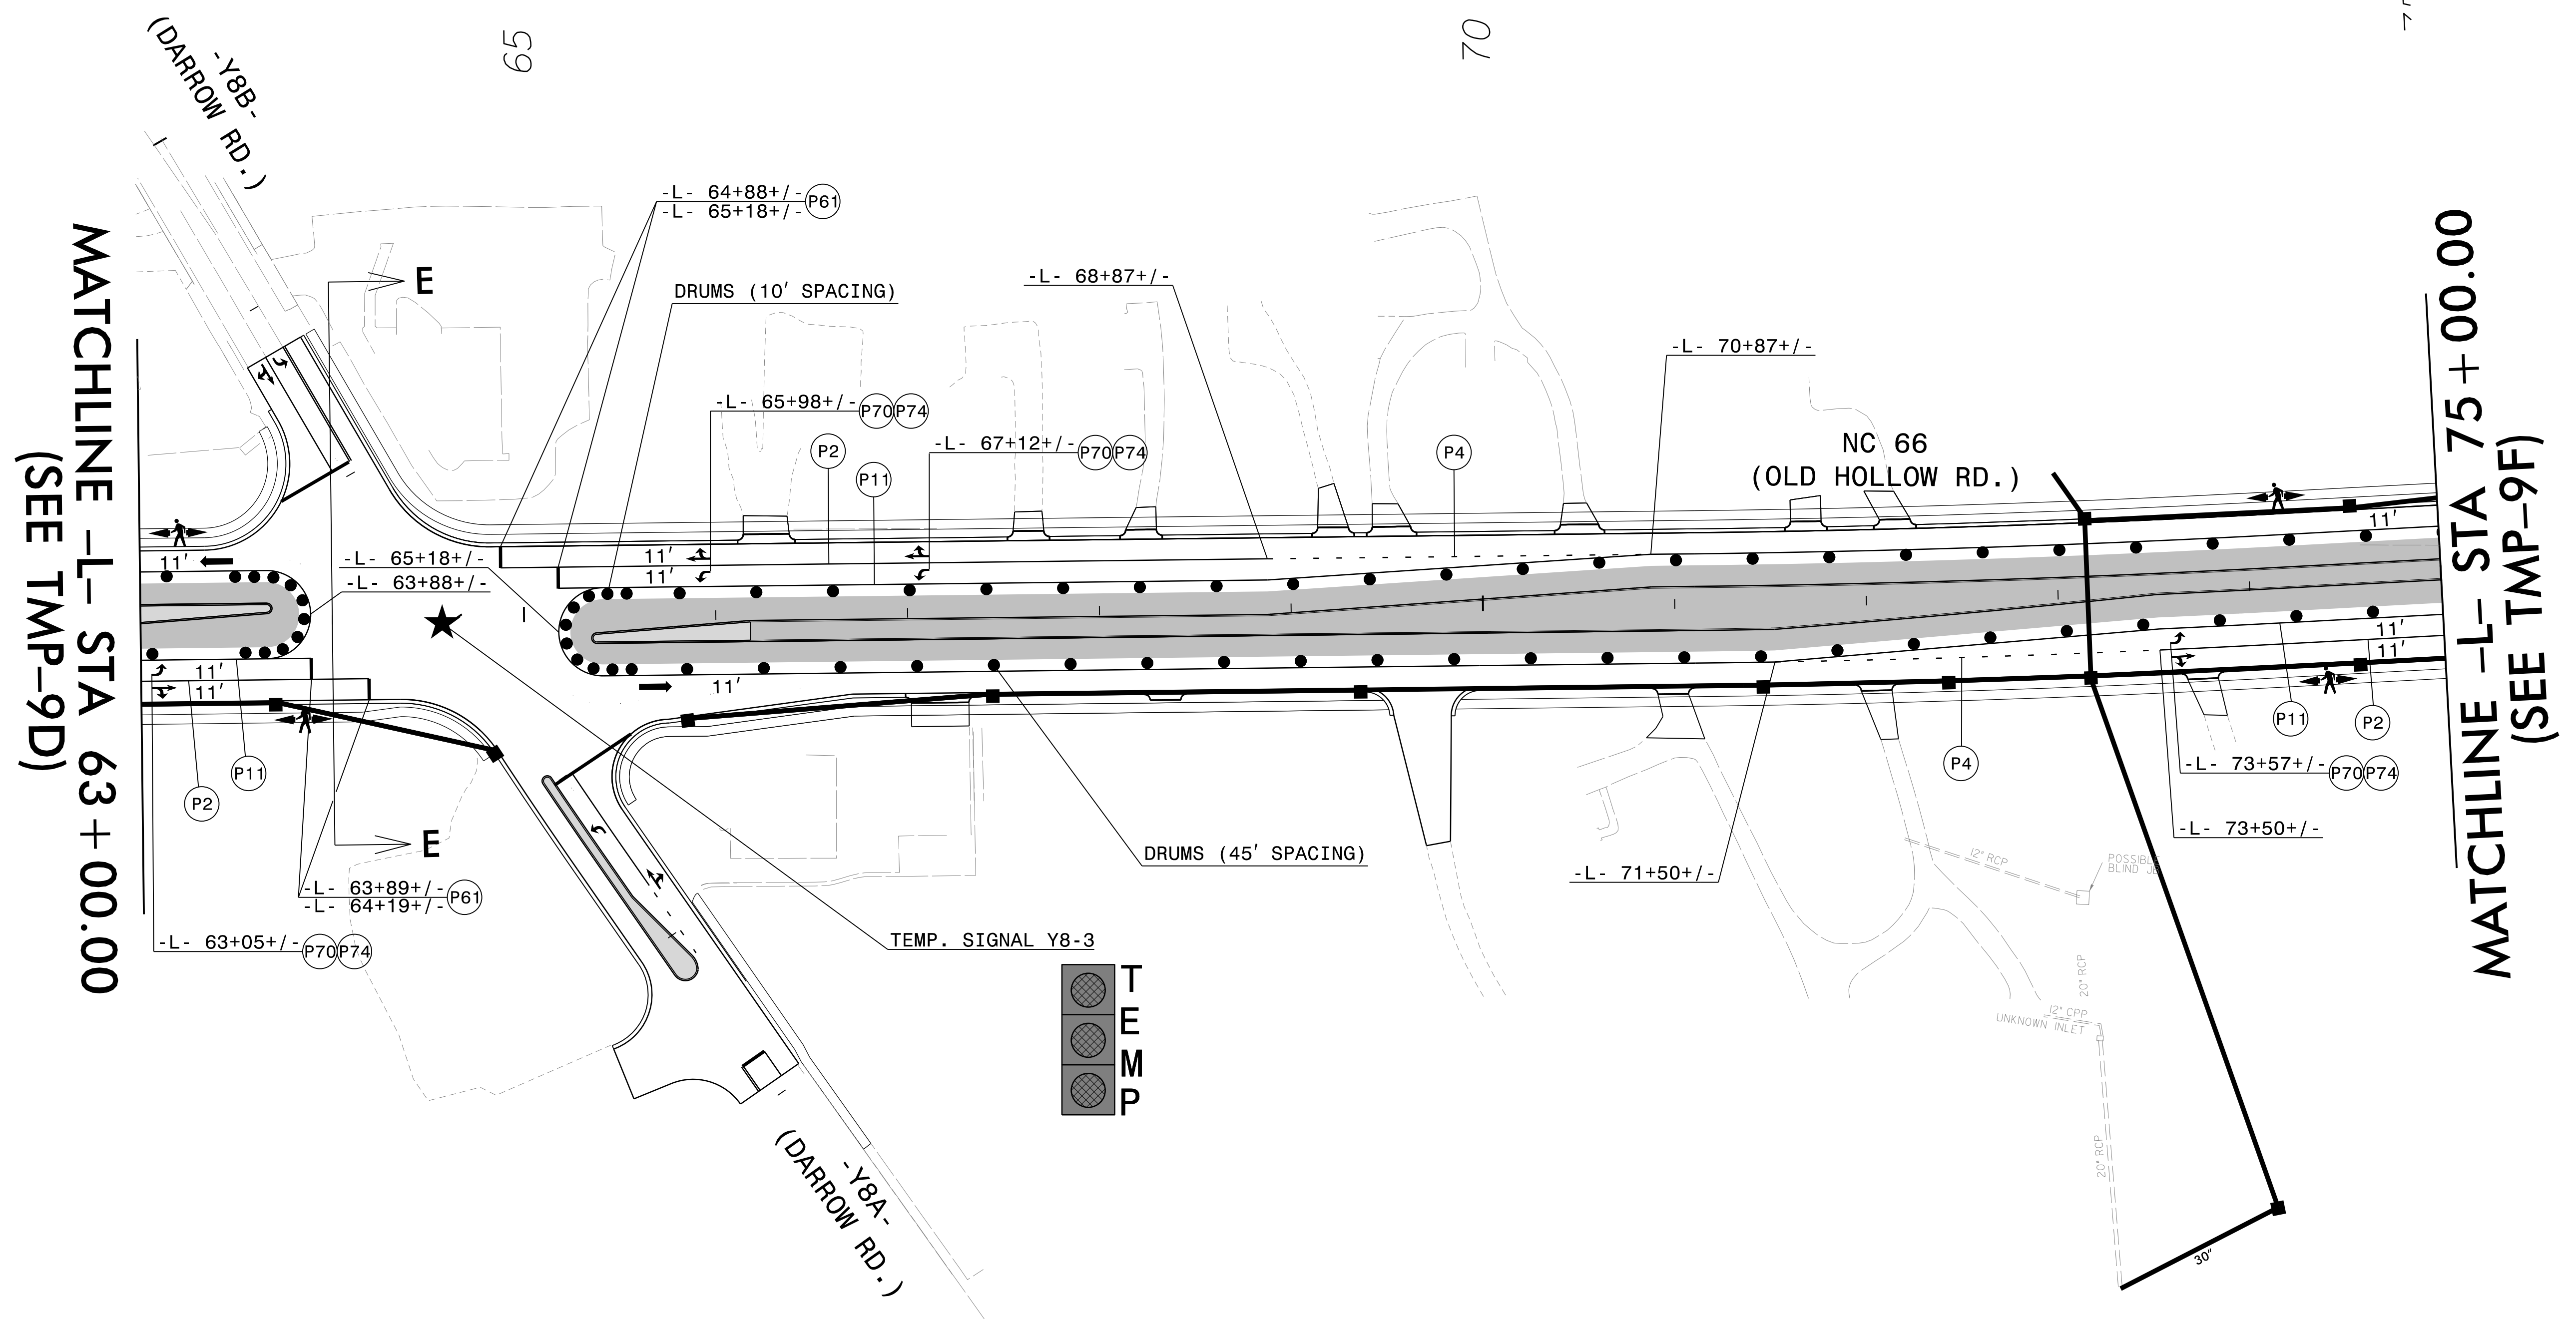 65
70
-Y8B-
(DARROW RD.)
MATCHLINE -L- STA 63+00.00
(SEE TMP-9D)
-L- 64+88+/- P61
-L- 65+18+/-
E
DRUMS (10' SPACING)
-L- 68+87+/-
-L- 70+87+/-
-L- 65+98+/- P70 P74
-L- 67+12+/- P70 P74
P2
P11
P4
NC 66
(OLD HOLLOW RD.)
MATCHLINE -L- STA 75+00.00
(SEE TMP-9F)
11'
11'
11'
11'
-L- 65+18+/-
-L- 63+88+/-
11'
11'
11'
11'
11'
P2
P11
E
P4
P11
P2
-L- 73+57+/- P70 P74
-L- 73+50+/-
DRUMS (45' SPACING)
-L- 71+50+/-
12" RCP
POSSIBLE
BLIND JB
-L- 63+89+/- P61
-L- 64+19+/-
-L- 63+05+/- P70 P74
TEMP. SIGNAL Y8-3
T
E
M
P
20" RCP
12" CPP
UNKNOWN INLET
20" RCP
30"
-Y8A-
(DARROW RD.)